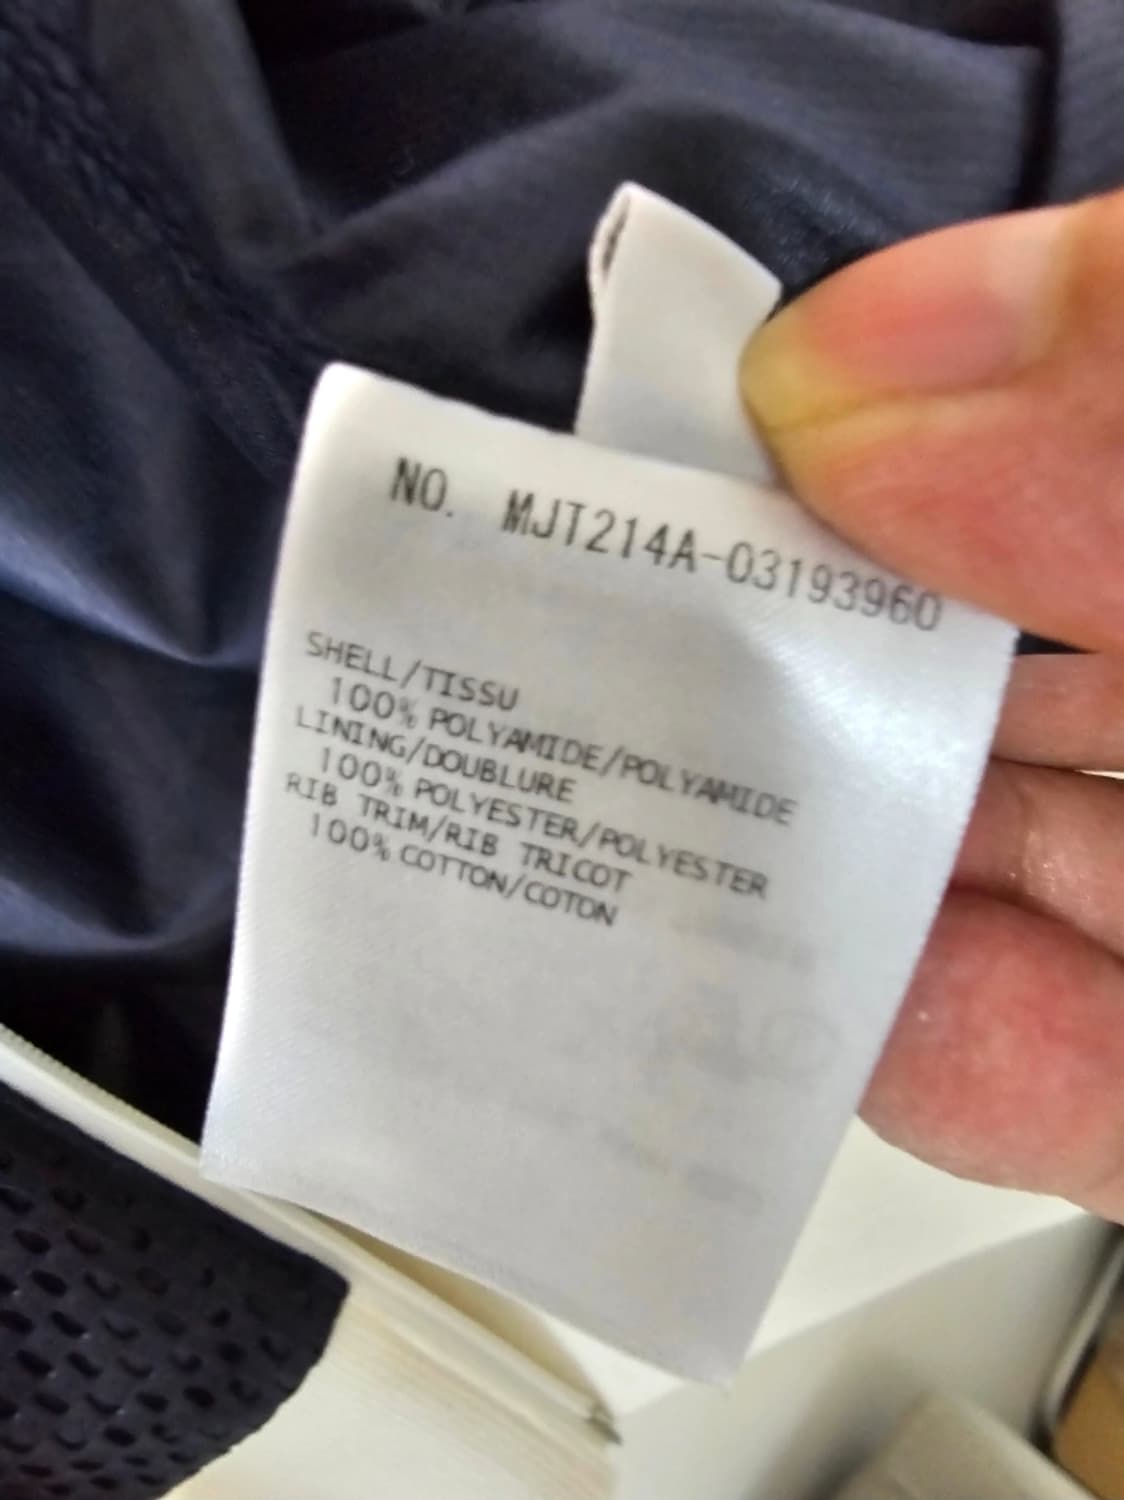 NO. MJT214A-03193960
SHELL/TISSU
100% POLYAMIDE/POLYAMIDE
LINING/DOUBLURE
100% POLYESTER/POLYESTER
RIB TRIM/RIB TRICOT
100% COTTON/COTON